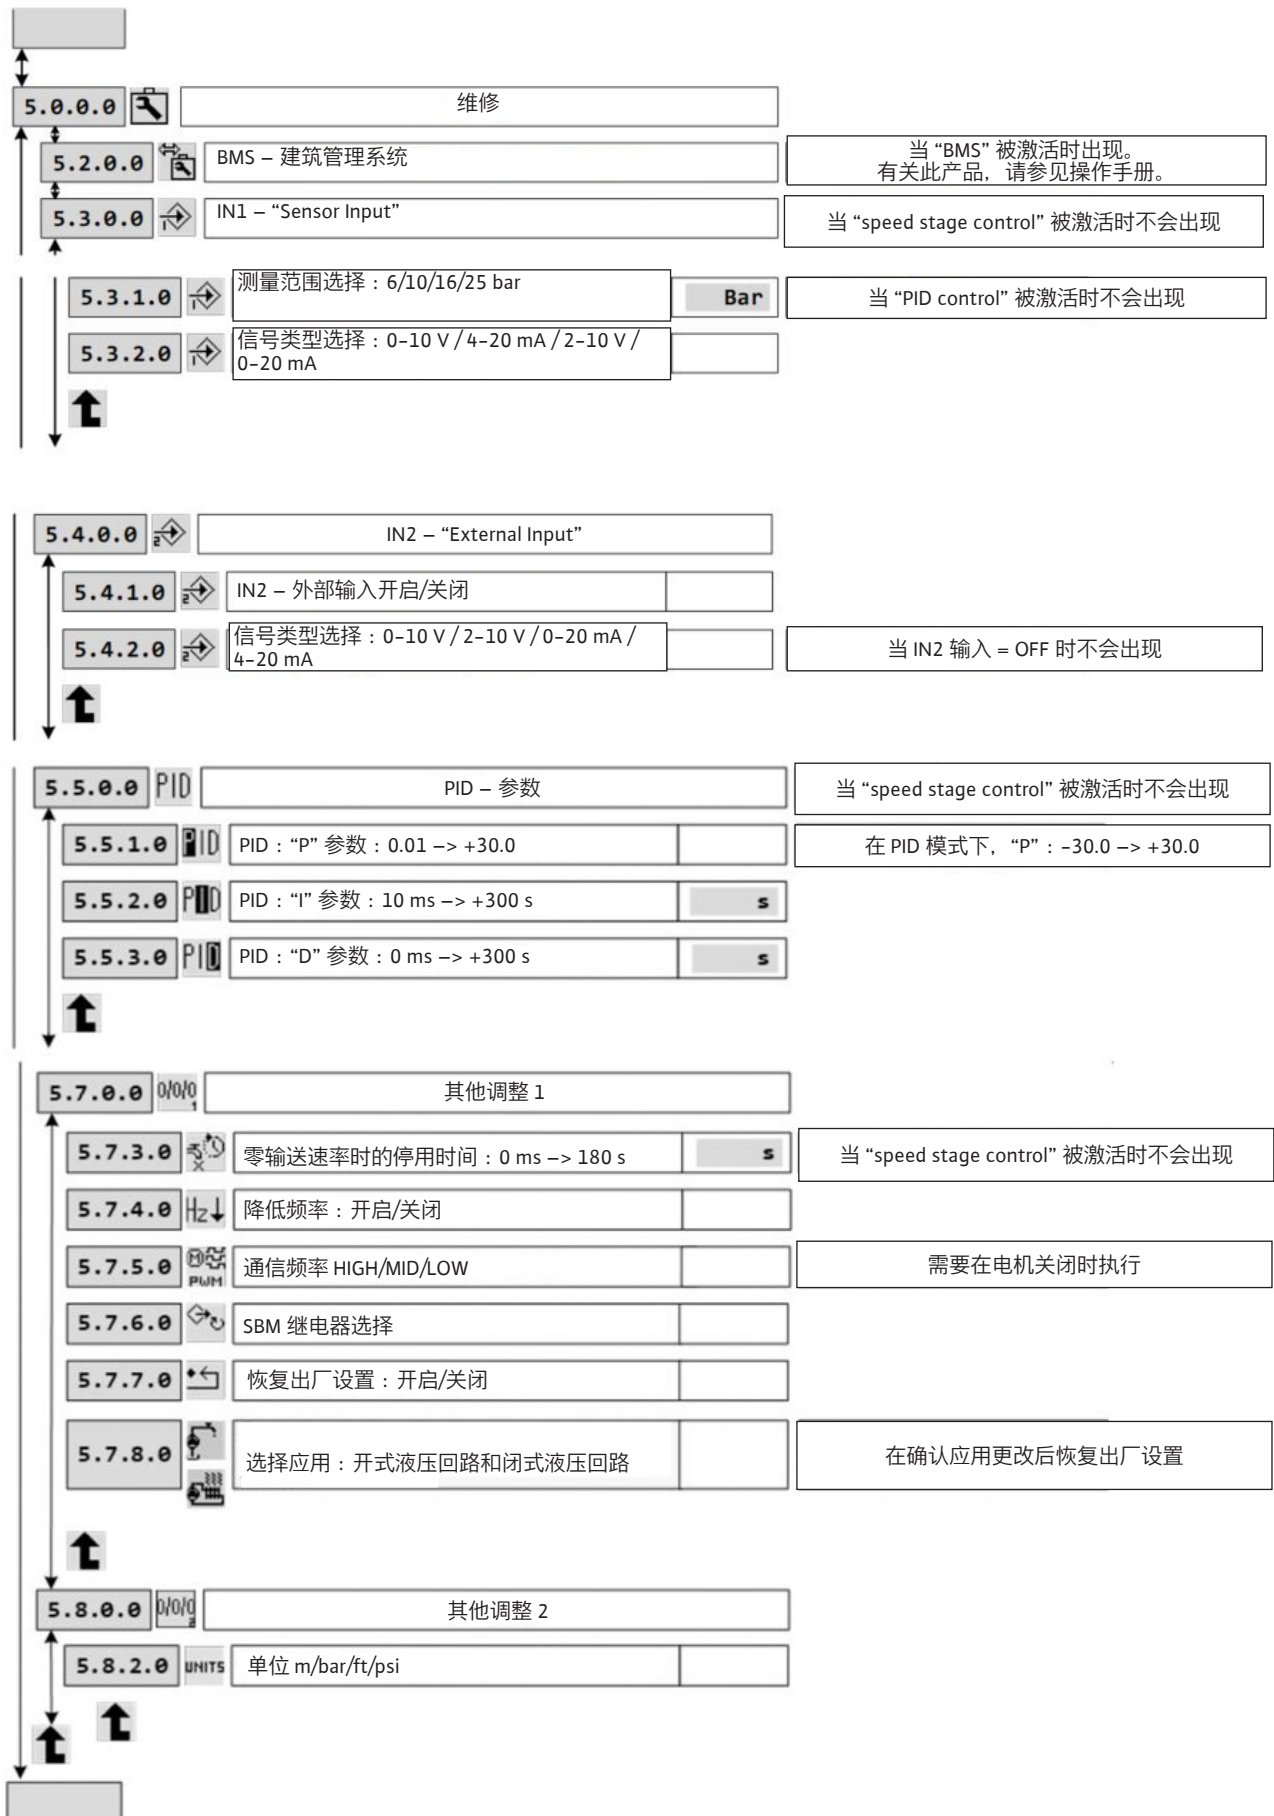 5.0.0.0 维修
5.2.0.0 BMS – 建筑管理系统
当 “BMS” 被激活时出现。
有关此产品，请参见操作手册。
5.3.0.0 IN1 – “Sensor Input”
当 “speed stage control” 被激活时不会出现
5.3.1.0 测量范围选择：6/10/16/25 bar Bar
当 “PID control” 被激活时不会出现
5.3.2.0 信号类型选择：0-10 V / 4-20 mA / 2-10 V /
0-20 mA
5.4.0.0 2 IN2 – “External Input”
5.4.1.0 2 IN2 – 外部输入开启/关闭
5.4.2.0 2 信号类型选择：0-10 V / 2-10 V / 0-20 mA /
4-20 mA
当 IN2 输入 = OFF 时不会出现
5.5.0.0 PID PID – 参数
当 “speed stage control” 被激活时不会出现
5.5.1.0 PID PID：“P” 参数：0.01 –> +30.0
在 PID 模式下，“P”：-30.0 –> +30.0
5.5.2.0 PID PID：“I” 参数：10 ms –> +300 s s
5.5.3.0 PID PID：“D” 参数：0 ms –> +300 s s
5.7.0.0 0/0/0 1 其他调整 1
5.7.3.0 零输送速率时的停用时间：0 ms –> 180 s s
当 “speed stage control” 被激活时不会出现
5.7.4.0 Hz 降低频率：开启/关闭
5.7.5.0 M PWM 通信频率 HIGH/MID/LOW
需要在电机关闭时执行
5.7.6.0 SBM 继电器选择
5.7.7.0 恢复出厂设置：开启/关闭
5.7.8.0 选择应用：开式液压回路和闭式液压回路
在确认应用更改后恢复出厂设置
5.8.0.0 0/0/0 2 其他调整 2
5.8.2.0 UNITS 单位 m/bar/ft/psi